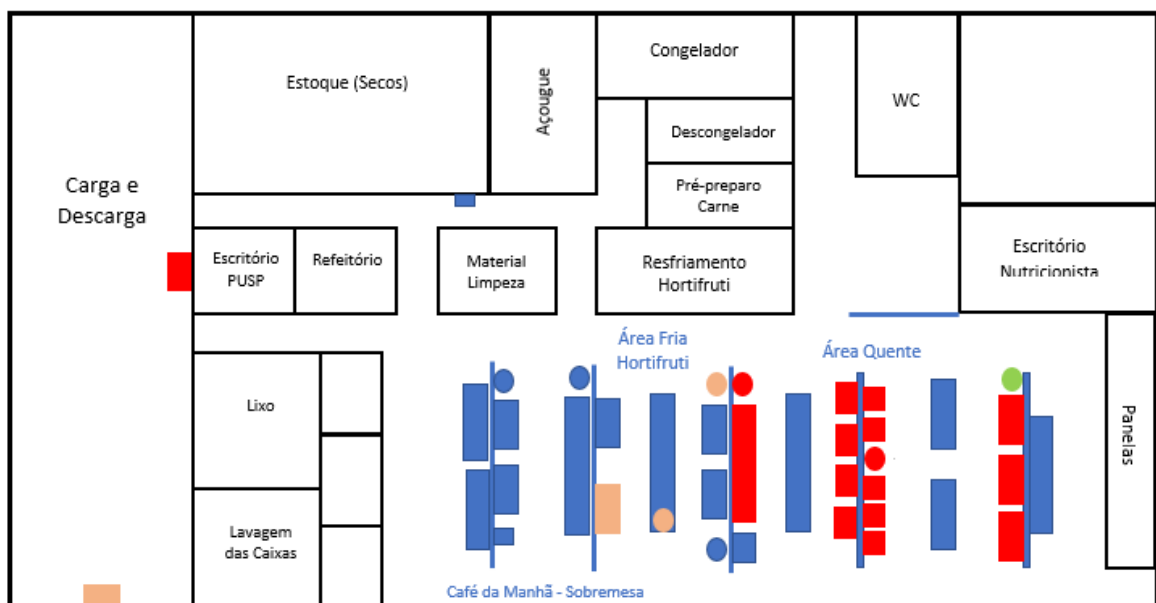 Estoque (Secos)
Açougue
Congelador
WC
Descongelador
Carga e
Descarga
Pré-preparo
Carne
Escritório
PUSP
Refeitório
Material
Limpeza
Resfriamento
Hortifruti
Escritório
Nutricionista
Área Fria
Hortifruti
Área Quente
Lixo
Panelas
Lavagem
das Caixas
Café da Manhã - Sobremesa